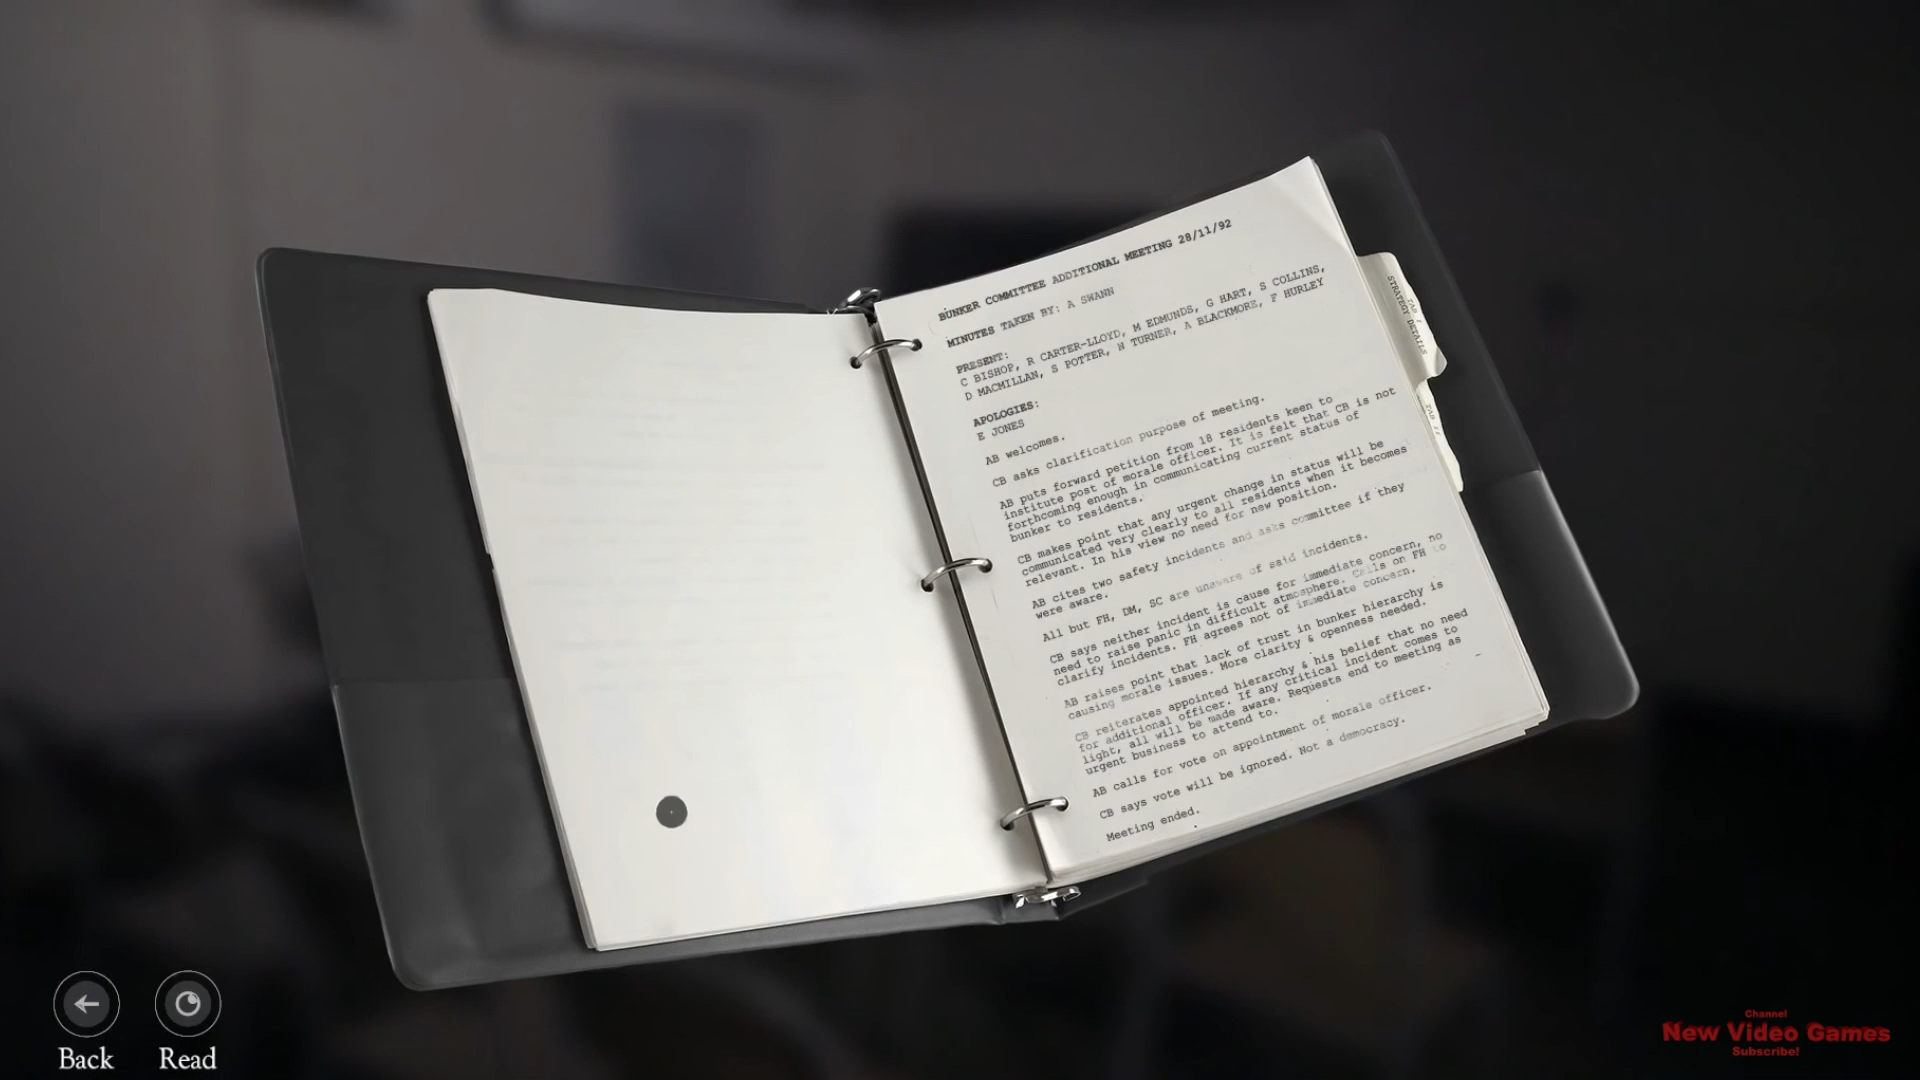 BUNKER COMMITTEE ADDITIONAL MEETING 28/11/92
MINUTES TAKEN BY: A SWANN
PRESENT:
C BISHOP, R CARTER-LLOYD, M EDMUNDS, G HART, S COLLINS,
D MACMILLAN, S POTTER, N TURNER, A BLACKMORE, F HURLEY
APOLOGIES:
E JONES
AB welcomes.
CB asks clarification purpose of meeting.
AB puts forward petition from 18 residents keen to
institute post of morale officer. It is felt that CB is not
forthcoming enough in communicating current status of
bunker to residents.
CB makes point that any urgent change in status will be
communicated very clearly to all residents when it becomes
relevant. In his view no need for new position.
AB cites two safety incidents and asks committee if they
were aware.
All but FH, DM, SC are unaware of said incidents.
CB says neither incident is cause for immediate concern, no
need to raise panic in difficult atmosphere. Calls on FH to
clarify incidents. FH agrees not of immediate concern.
AB raises point that lack of trust in bunker hierarchy is
causing morale issues. More clarity & openness needed.
CB reiterates appointed hierarchy & his belief that no need
for additional officer. If any critical incident comes to
light, all will be made aware. Requests end to meeting as
urgent business to attend to.
AB calls for vote on appointment of morale officer.
CB says vote will be ignored. Not a democracy.
Meeting ended.
TAB I
STRATEGY DETAILS
TAB II
Back
Read
Channel
New Video Games
Subscribe!